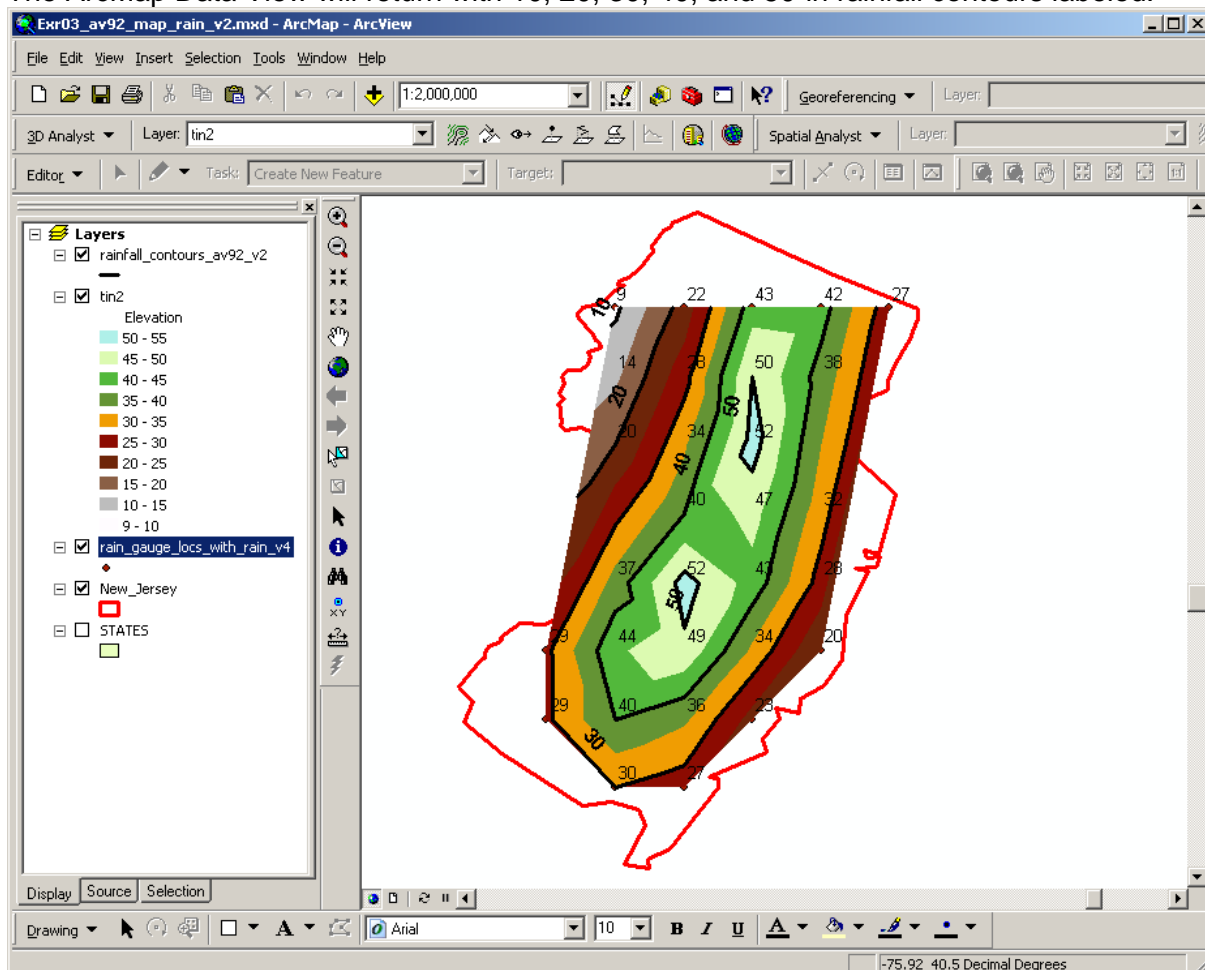 The ArcMap Data View will return with 10, 20, 30, 40, and 50 in rainfall contours labeled.
Exr03_av92_map_rain_v2.mxd - ArcMap - ArcView
File Edit View Insert Selection Tools Window Help
1:2,000,000 Georeferencing Layer:
3D Analyst Layer: tin2 Spatial Analyst Layer:
Editor Task: Create New Feature Target: 1:1
Layers
rainfall_contours_av92_v2
tin2
Elevation
50 - 55
45 - 50
40 - 45
35 - 40
30 - 35
25 - 30
20 - 25
15 - 20
10 - 15
9 - 10
rain_gauge_locs_with_rain_v4
New_Jersey
STATES
XY
10 9 22 43 42 27
14 28 50 38
20 50
20 34 52
40
40 47 32
37 52 43 28
50
29 44 49 34 20
29 40 36 23
30
30 27
Display Source Selection
Drawing A Arial 10 B I U A
-75.92 40.5 Decimal Degrees